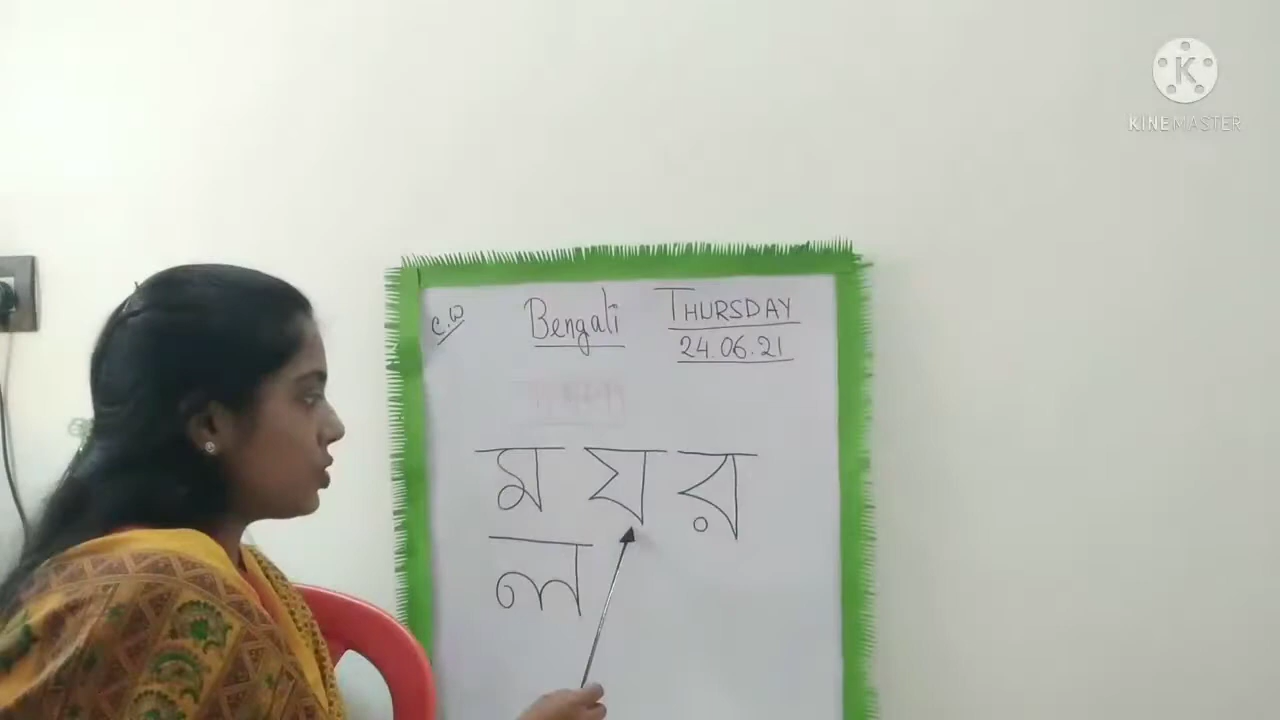 KINEMASTER
C.W Bengali THURSDAY
24.06.21
ম য র
ল